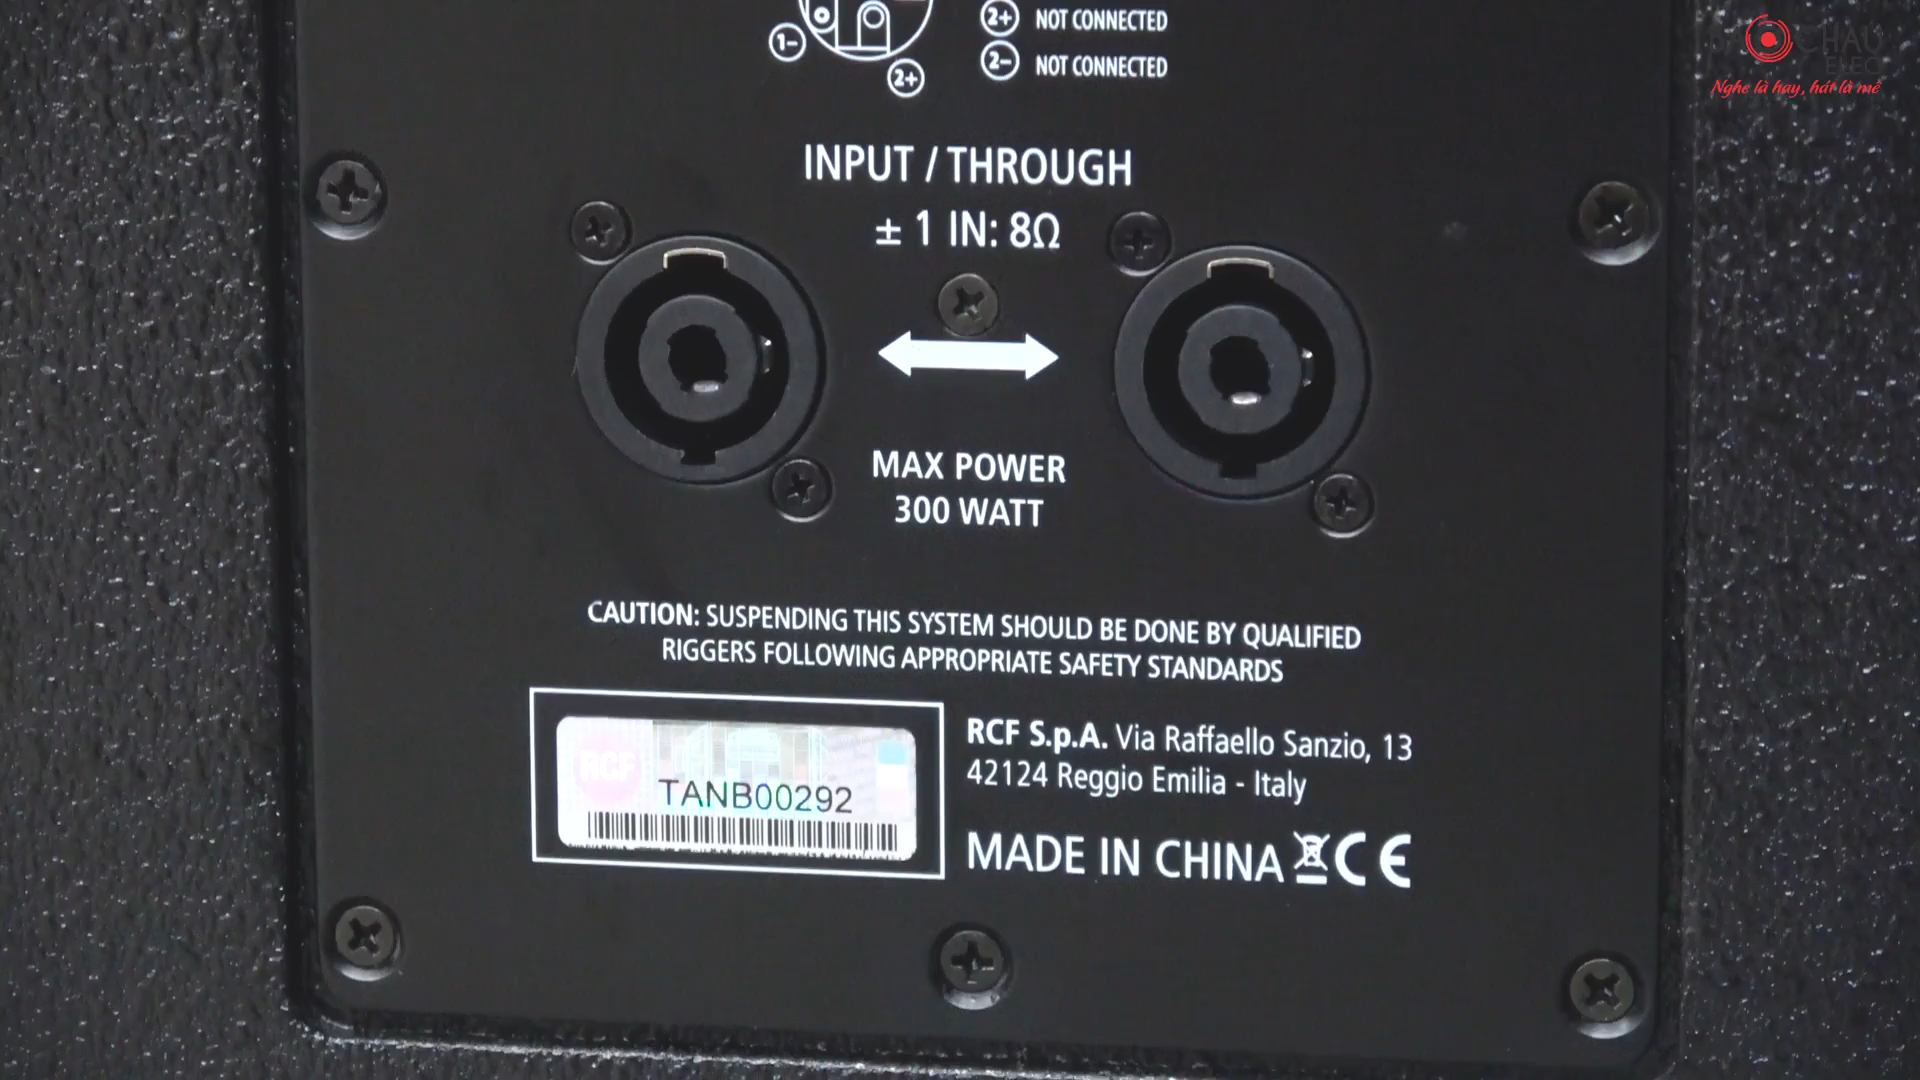 2+ NOT CONNECTED
1-
2- NOT CONNECTED
2+
INPUT / THROUGH
± 1 IN: 8Ω
MAX POWER
300 WATT
CAUTION: SUSPENDING THIS SYSTEM SHOULD BE DONE BY QUALIFIED
RIGGERS FOLLOWING APPROPRIATE SAFETY STANDARDS
RCF
TANB00292
RCF S.p.A. Via Raffaello Sanzio, 13
42124 Reggio Emilia - Italy
MADE IN CHINA CE
CHAU
ELEC
Nghe là hay, hát là mê